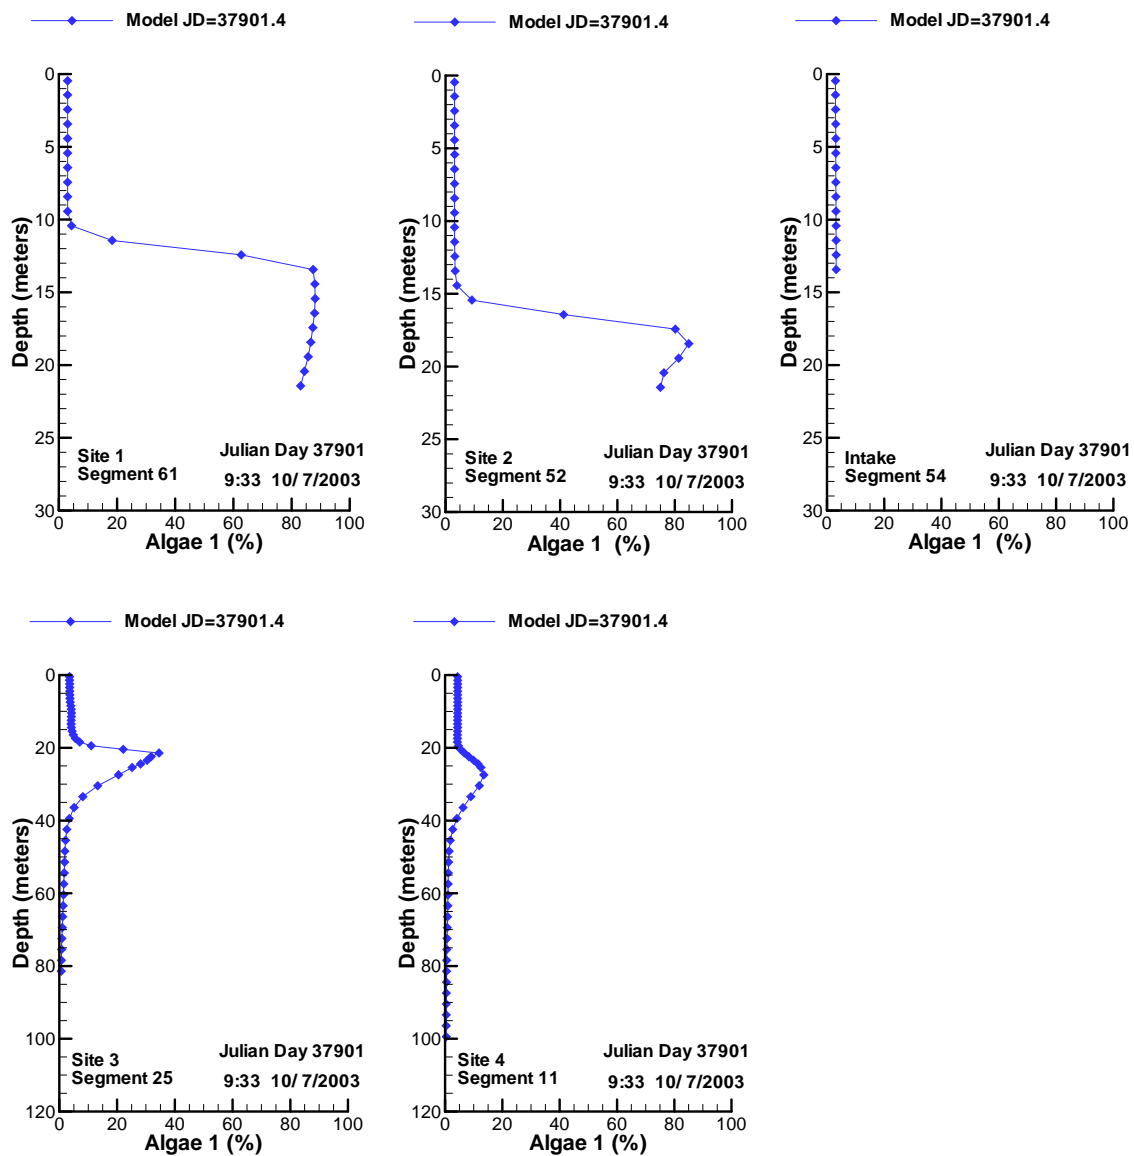 Model JD=37901.4
0
5
10
15
20
25
30
Depth (meters)
Site 1
Segment 61
Julian Day 37901
9:33 10/ 7/2003
0 20 40 60 80 100
Algae 1 (%)
Model JD=37901.4
0
5
10
15
20
25
30
Depth (meters)
Site 2
Segment 52
Julian Day 37901
9:33 10/ 7/2003
0 20 40 60 80 100
Algae 1 (%)
Model JD=37901.4
0
5
10
15
20
25
30
Depth (meters)
Intake
Segment 54
Julian Day 37901
9:33 10/ 7/2003
0 20 40 60 80 100
Algae 1 (%)
Model JD=37901.4
0
20
40
60
80
100
120
Depth (meters)
Site 3
Segment 25
Julian Day 37901
9:33 10/ 7/2003
0 20 40 60 80 100
Algae 1 (%)
Model JD=37901.4
0
20
40
60
80
100
120
Depth (meters)
Site 4
Segment 11
Julian Day 37901
9:33 10/ 7/2003
0 20 40 60 80 100
Algae 1 (%)